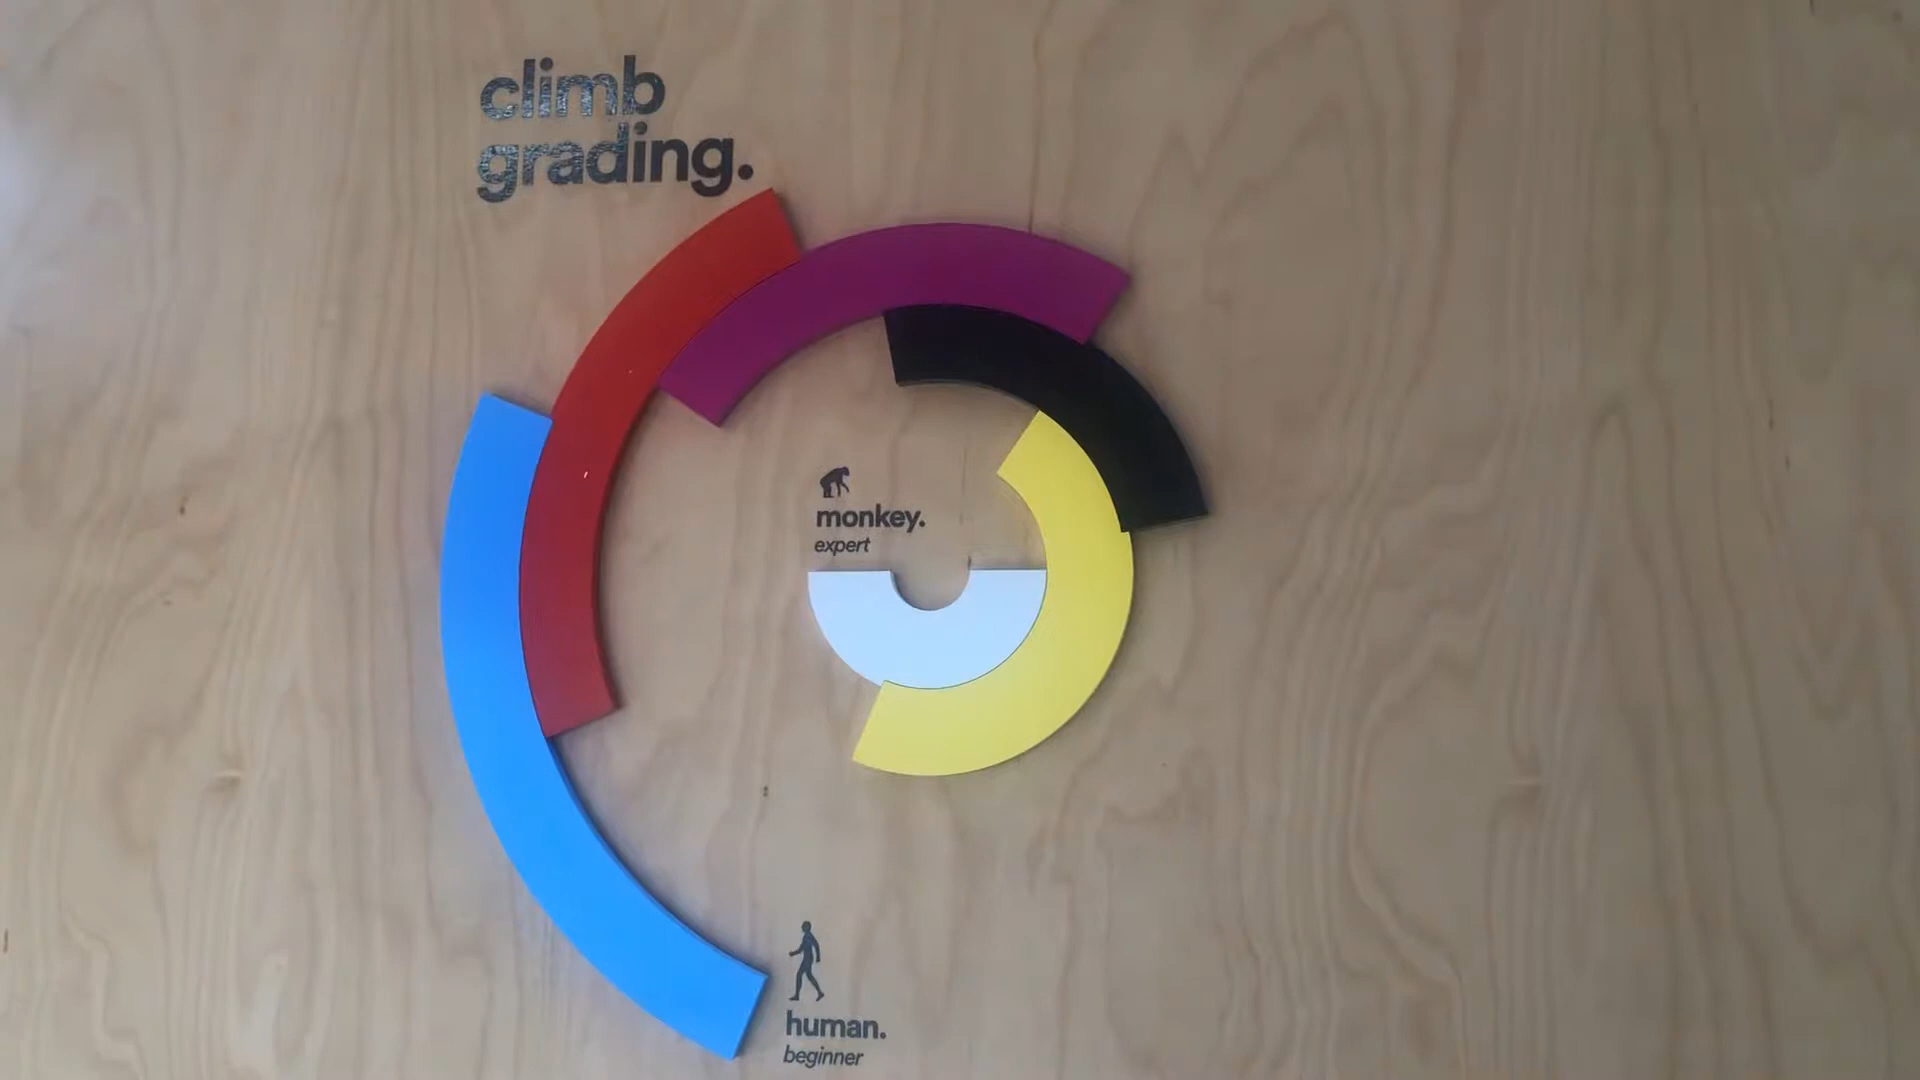 climb
grading.
monkey.
expert
human.
beginner